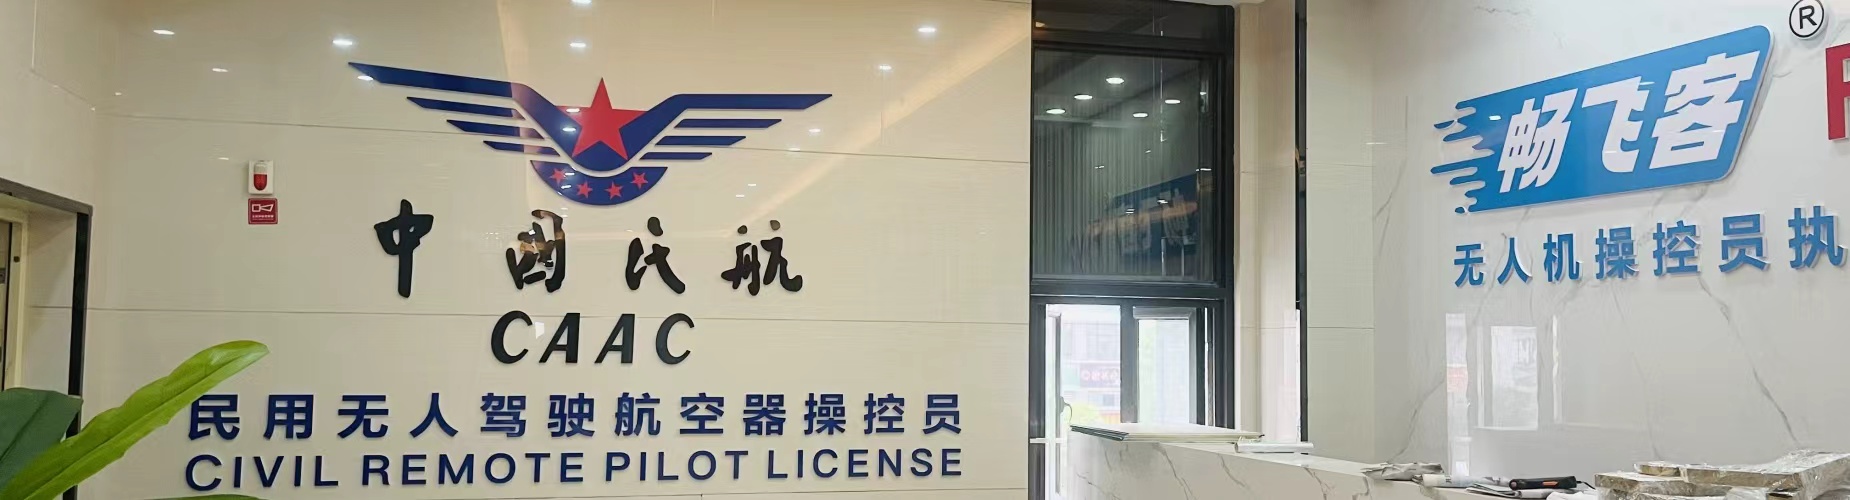 中国民航
CAAC
民用无人驾驶航空器操控员
CIVIL REMOTE PILOT LICENSE
畅飞客
®
无人机操控员执